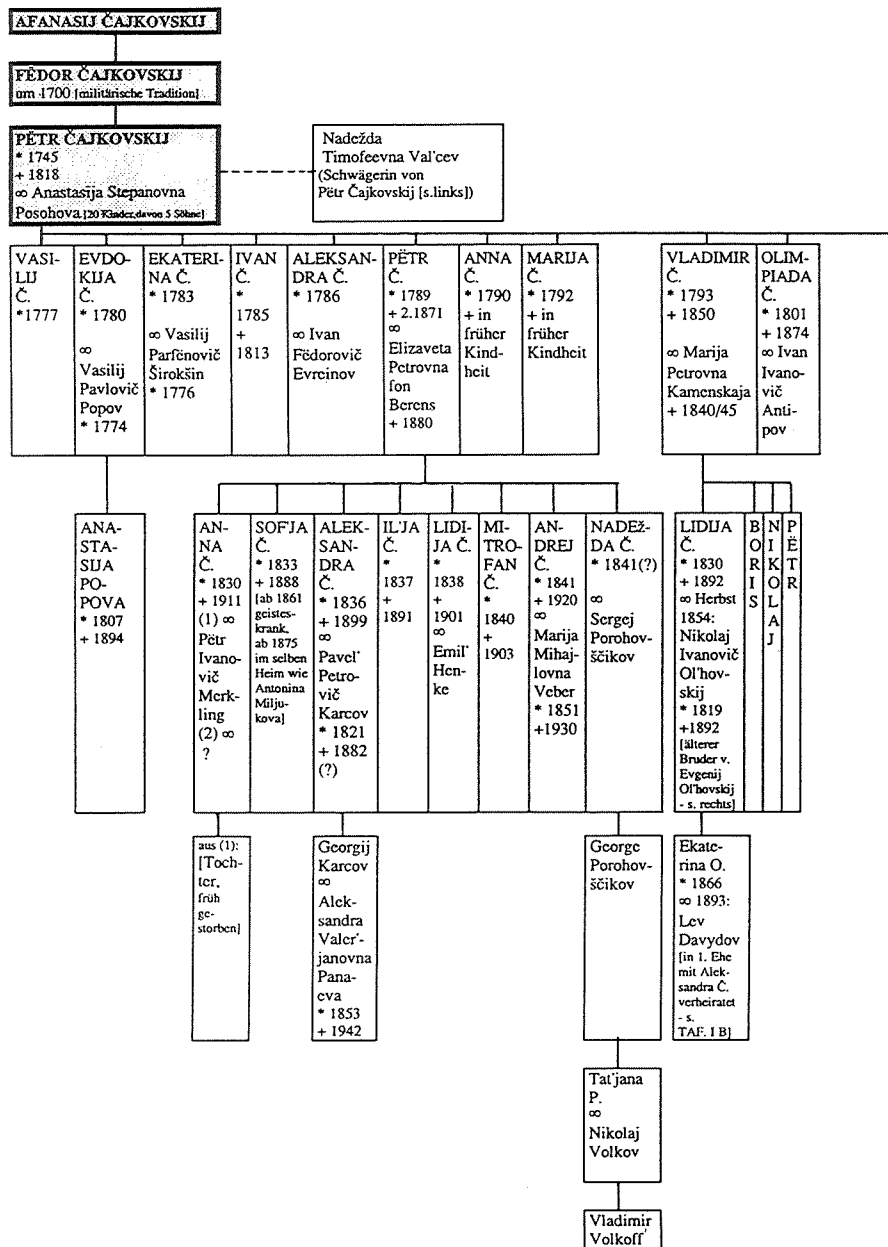 AFANASIJ ČAJKOVSKIJ
FËDOR ČAJKOVSKIJ
um 1700 [militärische Tradition]
PËTR ČAJKOVSKIJ
* 1745
+ 1818
∞ Anastasija Stepanovna
Posohova [20 Kinder, davon 5 Söhne]
Nadežda
Timofeevna Val'cev
(Schwägerin von
Pëtr Čajkovskij [s.links])
VASI-
LIJ
Č.
*1777
EVDO-
KIJA
Č.
* 1780
∞
Vasilij
Pavlovič
Popov
* 1774
EKATERI-
NA Č.
* 1783
∞ Vasilij
Parfënovič
Širokšin
* 1776
IVAN
Č.
*
1785
+
1813
ALEKSAN-
DRA Č.
* 1786
∞ Ivan
Fëdorovič
Evreinov
PËTR
Č.
* 1789
+ 2.1871
∞
Elizaveta
Petrovna
fon
Berens
+ 1880
ANNA
Č.
* 1790
+ in
früher
Kind-
heit
MARIJA
Č.
* 1792
+ in
früher
Kindheit
VLADIMIR
Č.
* 1793
+ 1850
∞ Marija
Petrovna
Kamenskaja
+ 1840/45
OLIM-
PIADA
Č.
* 1801
+ 1874
∞ Ivan
Ivano-
vič
Anti-
pov
ANA-
STA-
SIJA
PO-
POVA
* 1807
+ 1894
AN-
NA Č.
* 1830
+ 1911
(1) ∞
Pëtr
Ivano-
vič
Merk-
ling
(2) ∞
?
SOF'JA
Č.
* 1833
+ 1888
[ab 1861
geistes-
krank,
ab 1875
im selben
Heim wie
Antonina
Milju-
kova]
ALEK-
SAN-
DRA
Č.
* 1836
+ 1899
∞
Pavel'
Petro-
vič
Karcov
* 1821
+ 1882
(?)
IL'JA
Č.
*
1837
+
1891
LIDI-
JA Č.
* 1838
+ 1901
∞
Emil'
Hen-
ke
MI-
TRO-
FAN
Č.
*
1840
+
1903
AN-
DREJ
Č.
* 1841
+ 1920
∞
Marija
Mihaj-
lovna
Veber
* 1851
+1930
NADEž-
DA Č.
* 1841(?)
∞
Sergej
Porohov-
ščikov
LIDIJA
Č.
* 1830
+ 1892
∞ Herbst
1854:
Nikolaj
Ivanovič
Ol'hov-
skij
* 1819
+1892
[älterer
Bruder v.
Evgenij
Ol'hovskij
- s. rechts]
BORIS
NIKOLAJ
PËTR
aus (1):
[Toch-
ter,
früh
ge-
storben]
Georgij
Karcov
∞
Alek-
sandra
Valer'-
janovna
Pana-
eva
* 1853
+ 1942
George
Porohov-
ščikov
Ekate-
rina O.
* 1866
∞ 1893:
Lev
Davydov
[in 1. Ehe
mit Alek-
sandra Č.
verheiratet
- s.
TAF. I B]
Tat'jana
P.
∞
Nikolaj
Volkov
Vladimir
Volkoff'